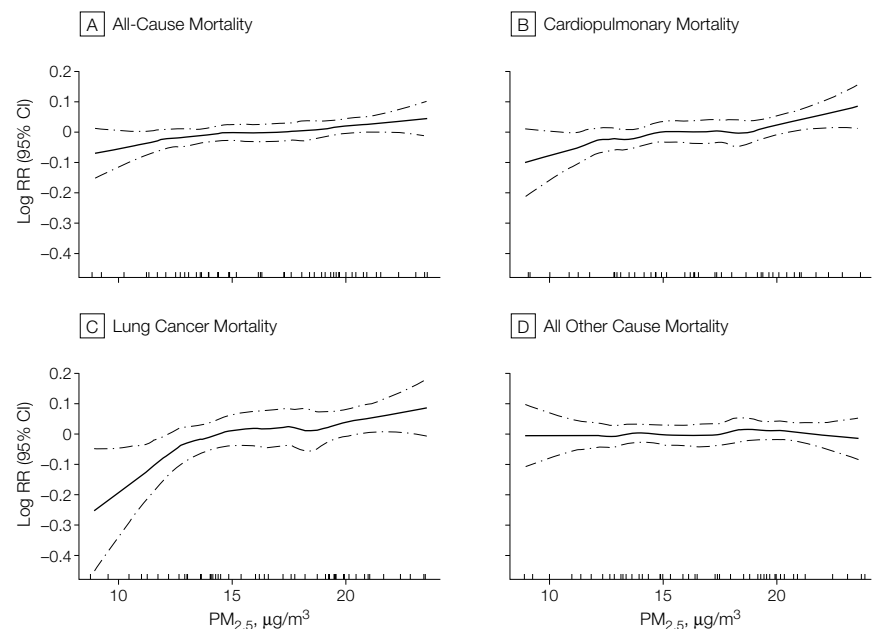 A All-Cause Mortality
B Cardiopulmonary Mortality
0.2
0.1
0
–0.1
–0.2
–0.3
–0.4
Log RR (95% CI)
C Lung Cancer Mortality
D All Other Cause Mortality
0.2
0.1
0
–0.1
–0.2
–0.3
–0.4
Log RR (95% CI)
10 15 20
PM2.5, μg/m3
10 15 20
PM2.5, μg/m3